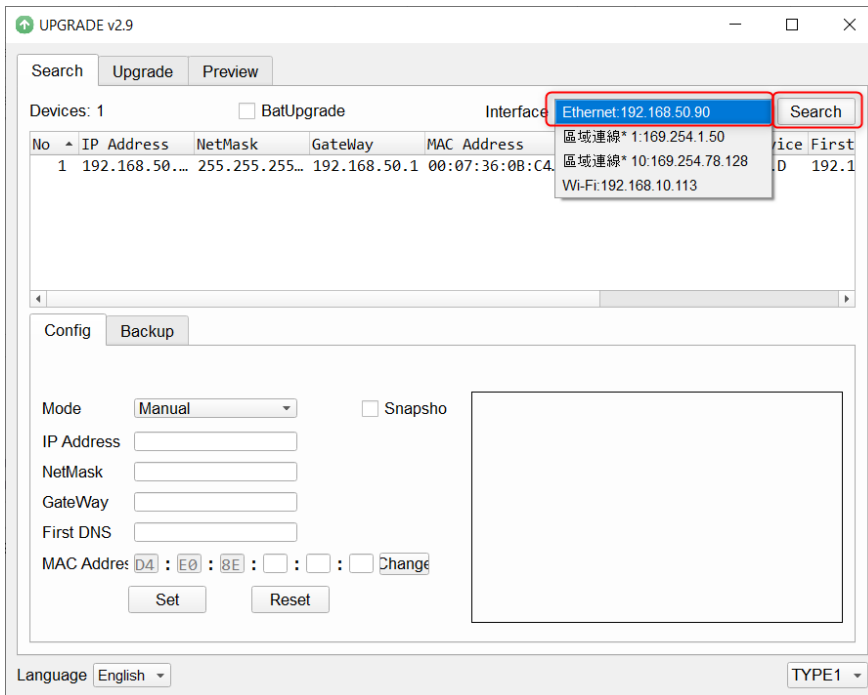 UPGRADE v2.9
Search Upgrade Preview
Devices: 1 BatUpgrade Interface Ethernet:192.168.50.90 Search
區域連線* 1:169.254.1.50
區域連線* 10:169.254.78.128
Wi-Fi:192.168.10.113
No IP Address NetMask GateWay MAC Address vice First
1 192.168.50.... 255.255.255... 192.168.50.1 00:07:36:0B:C4... .D 192.1
Config Backup
Mode Manual Snapsho
IP Address
NetMask
GateWay
First DNS
MAC Addres D4 : E0 : 8E : : : Change
Set Reset
Language English TYPE1